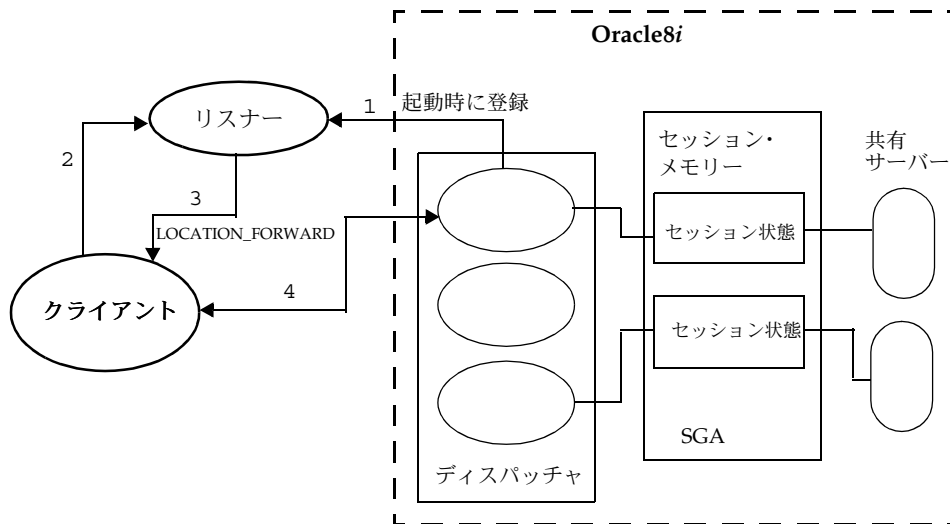 Oracle8i
1
起動時に登録
リスナー
セッション・
メモリー
共有
サーバー
2
3
LOCATION_FORWARD
セッション状態
4
クライアント
セッション状態
SGA
ディスパッチャ